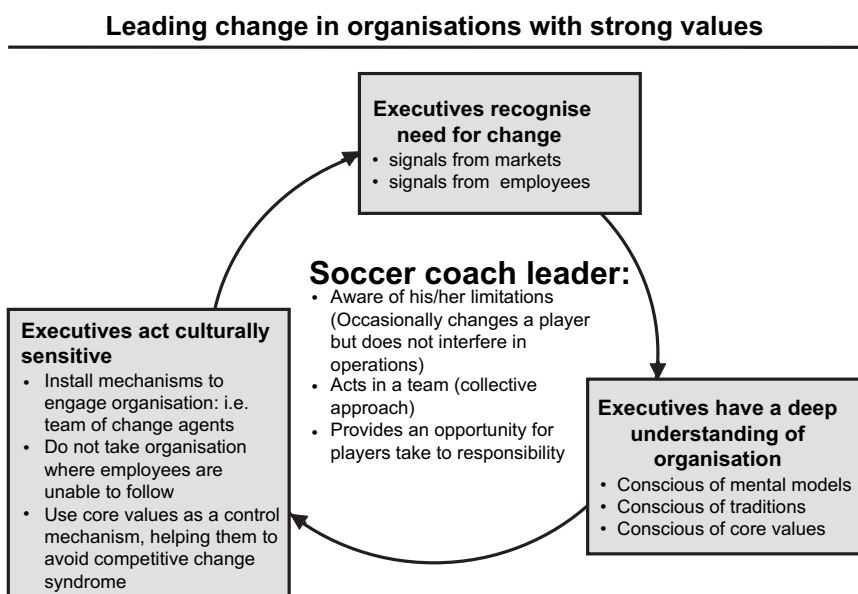 Leading change in organisations with strong values
Executives recognise
need for change
• signals from markets
• signals from employees
Soccer coach leader:
• Aware of his/her limitations
(Occasionally changes a player
but does not interfere in
operations)
• Acts in a team (collective
approach)
• Provides an opportunity for
players take to responsibility
Executives act culturally
sensitive
• Install mechanisms to
engage organisation: i.e.
team of change agents
• Do not take organisation
where employees are
unable to follow
• Use core values as a control
mechanism, helping them to
avoid competitive change
syndrome
Executives have a deep
understanding of
organisation
• Conscious of mental models
• Conscious of traditions
• Conscious of core values